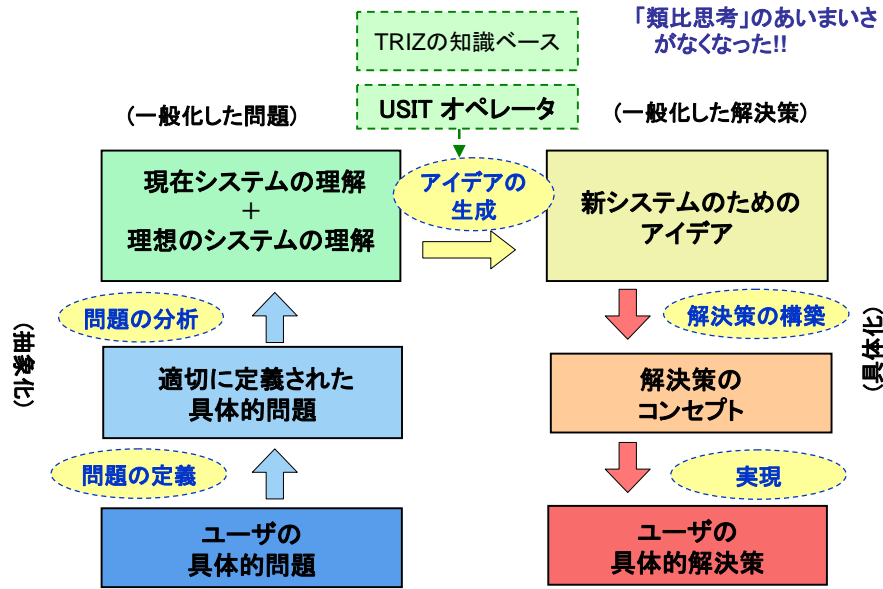 「類比思考」のあいまいさ
がなくなった!!
TRIZの知識ベース
USIT オペレータ
(一般化した問題)
(一般化した解決策)
現在システムの理解
+
理想のシステムの理解
アイデアの
生成
新システムのための
アイデア
問題の分析
解決策の構築
(抽象化)
(具体化)
適切に定義された
具体的問題
解決策の
コンセプト
問題の定義
実現
ユーザの
具体的問題
ユーザの
具体的解決策